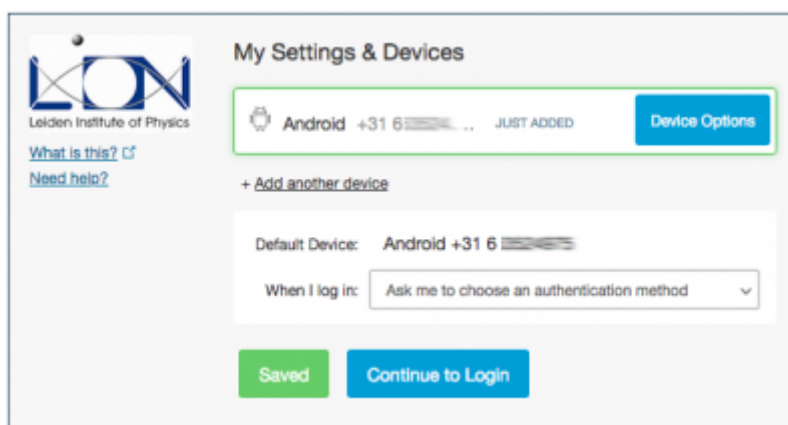 LION
Leiden Institute of Physics
What is this?
Need help?
My Settings & Devices
Android +31 6 JUST ADDED Device Options
+ Add another device
Default Device: Android +31 6
When I log in: Ask me to choose an authentication method
Saved Continue to Login